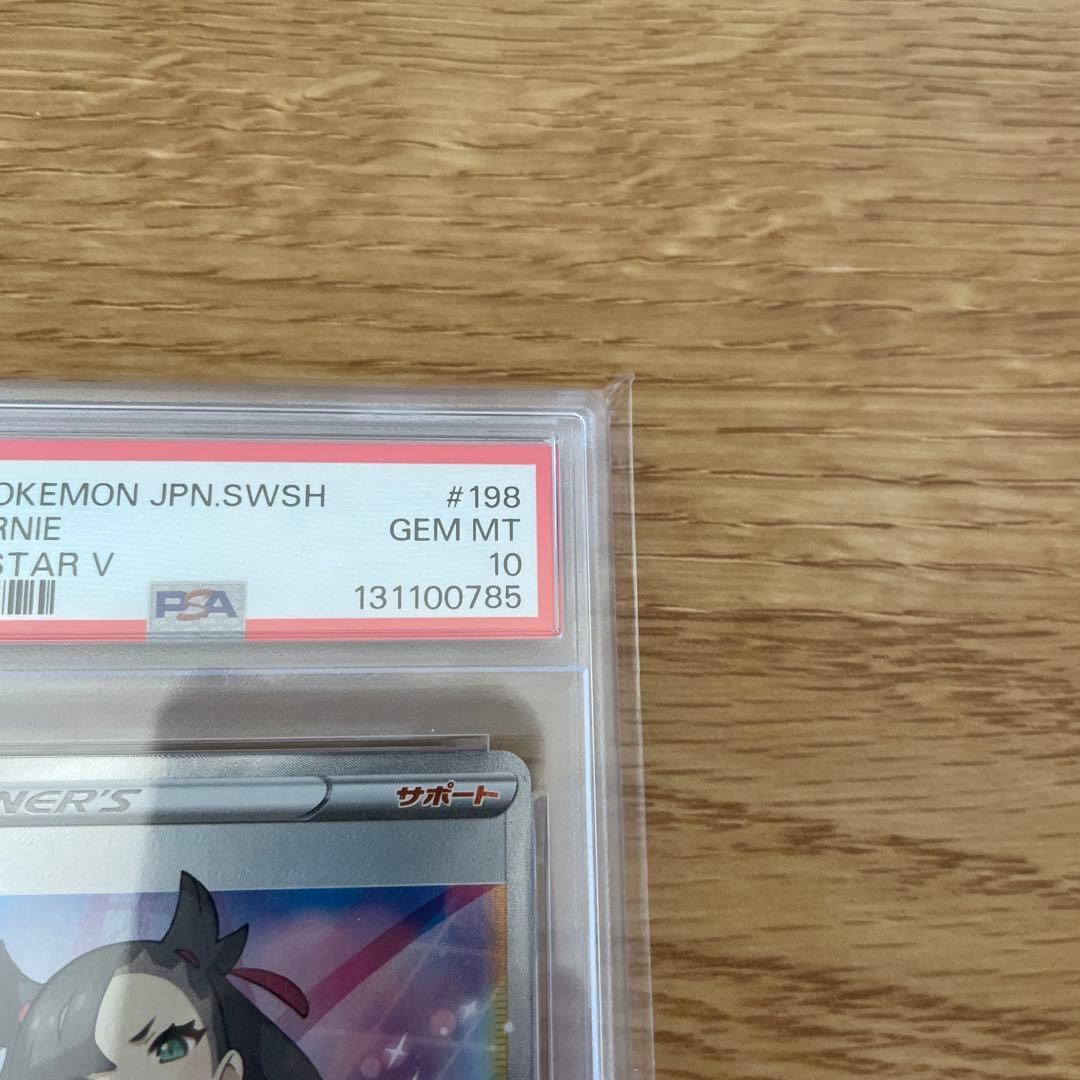 OKEMON JPN.SWSH #198
RNIE GEM MT
STAR V 10
PSA 131100785
NER'S サポート